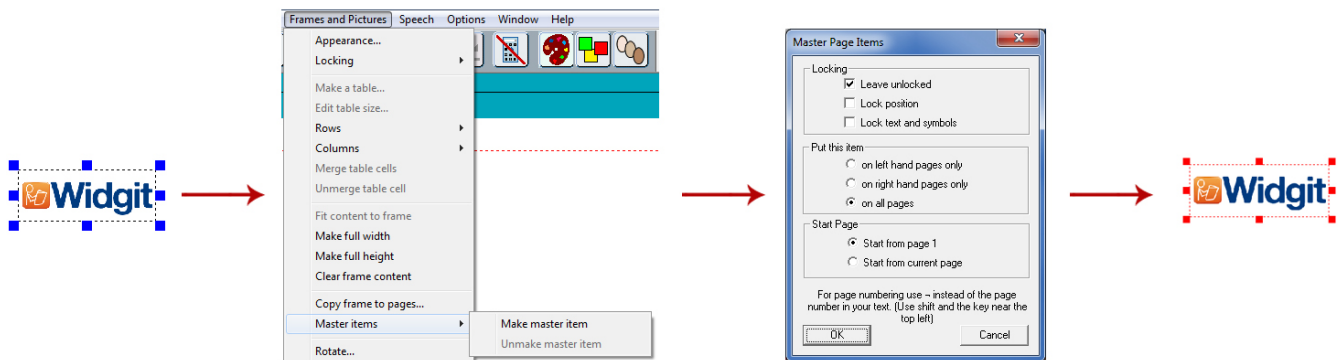 Widgit
Frames and Pictures Speech Options Window Help
Appearance...
Locking
Make a table...
Edit table size...
Rows
Columns
Merge table cells
Unmerge table cell
Fit content to frame
Make full width
Make full height
Clear frame content
Copy frame to pages...
Master items
Make master item
Unmake master item
Rotate...
Master Page Items
Locking
Leave unlocked
Lock position
Lock text and symbols
Put this item
on left hand pages only
on right hand pages only
on all pages
Start Page
Start from page 1
Start from current page
For page numbering use ¬ instead of the page
number in your text. (Use shift and the key near the
top left)
OK Cancel
Widgit